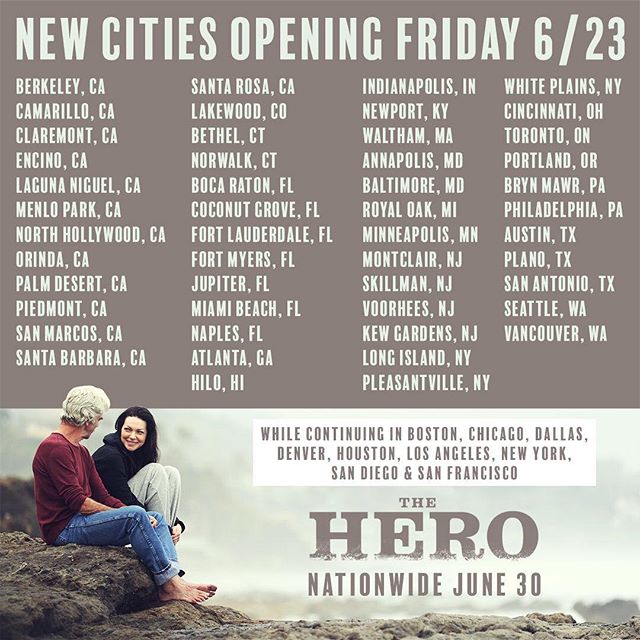 NEW CITIES OPENING FRIDAY 6/23
BERKELEY, CA
CAMARILLO, CA
CLAREMONT, CA
ENCINO, CA
LAGUNA NIGUEL, CA
MENLO PARK, CA
NORTH HOLLYWOOD, CA
ORINDA, CA
PALM DESERT, CA
PIEDMONT, CA
SAN MARCOS, CA
SANTA BARBARA, CA
SANTA ROSA, CA
LAKEWOOD, CO
BETHEL, CT
NORWALK, CT
BOCA RATON, FL
COCONUT GROVE, FL
FORT LAUDERDALE, FL
FORT MYERS, FL
JUPITER, FL
MIAMI BEACH, FL
NAPLES, FL
ATLANTA, GA
HILO, HI
INDIANAPOLIS, IN
NEWPORT, KY
WALTHAM, MA
ANNAPOLIS, MD
BALTIMORE, MD
ROYAL OAK, MI
MINNEAPOLIS, MN
MONTCLAIR, NJ
SKILLMAN, NJ
VOORHEES, NJ
KEW GARDENS, NJ
LONG ISLAND, NY
PLEASANTVILLE, NY
WHITE PLAINS, NY
CINCINNATI, OH
TORONTO, ON
PORTLAND, OR
BRYN MAWR, PA
PHILADELPHIA, PA
AUSTIN, TX
PLANO, TX
SAN ANTONIO, TX
SEATTLE, WA
VANCOUVER, WA
WHILE CONTINUING IN BOSTON, CHICAGO, DALLAS,
DENVER, HOUSTON, LOS ANGELES, NEW YORK,
SAN DIEGO & SAN FRANCISCO
THE
HERO
NATIONWIDE JUNE 30